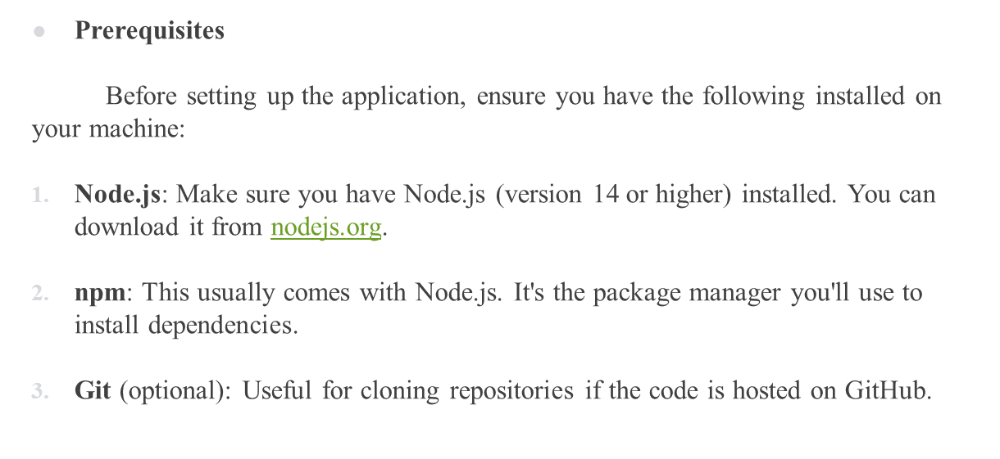 ● Prerequisites
Before setting up the application, ensure you have the following installed on
your machine:
1. Node.js: Make sure you have Node.js (version 14 or higher) installed. You can
download it from nodejs.org.
2. npm: This usually comes with Node.js. It's the package manager you'll use to
install dependencies.
3. Git (optional): Useful for cloning repositories if the code is hosted on GitHub.